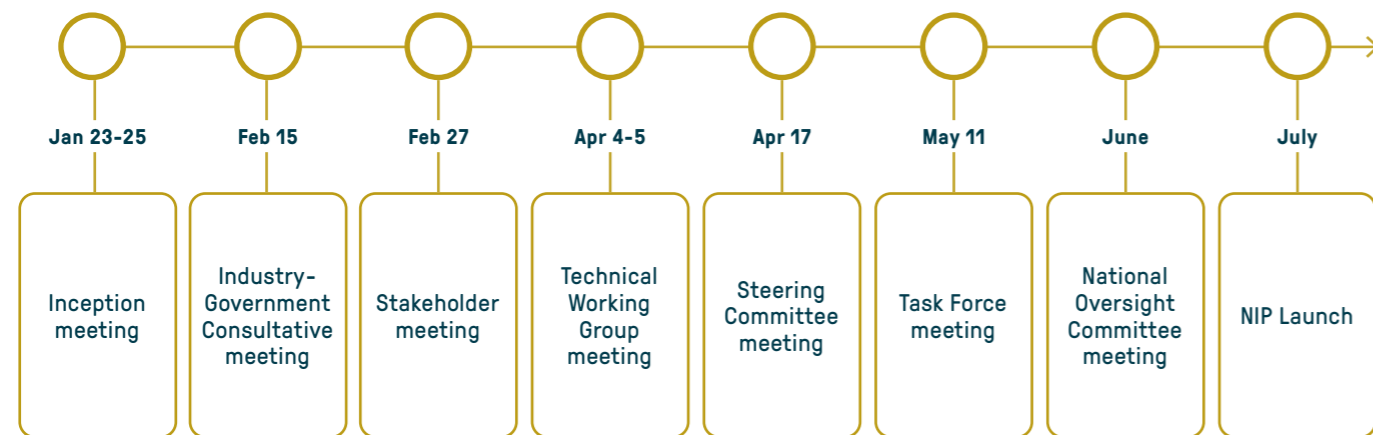 Jan 23-25
Feb 15
Feb 27
Apr 4-5
Apr 17
May 11
June
July
Inception
meeting
Industry-
Government
Consultative
meeting
Stakeholder
meeting
Technical
Working
Group
meeting
Steering
Committee
meeting
Task Force
meeting
National
Oversight
Committee
meeting
NIP Launch